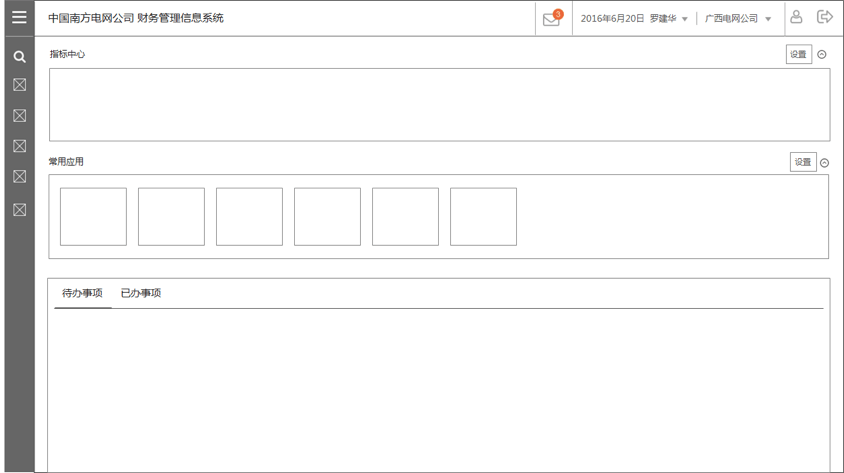 中国南方电网公司 财务管理信息系统
3
2016年6月20日 罗建华
广西电网公司
指标中心
设置
常用应用
设置
待办事项 已办事项